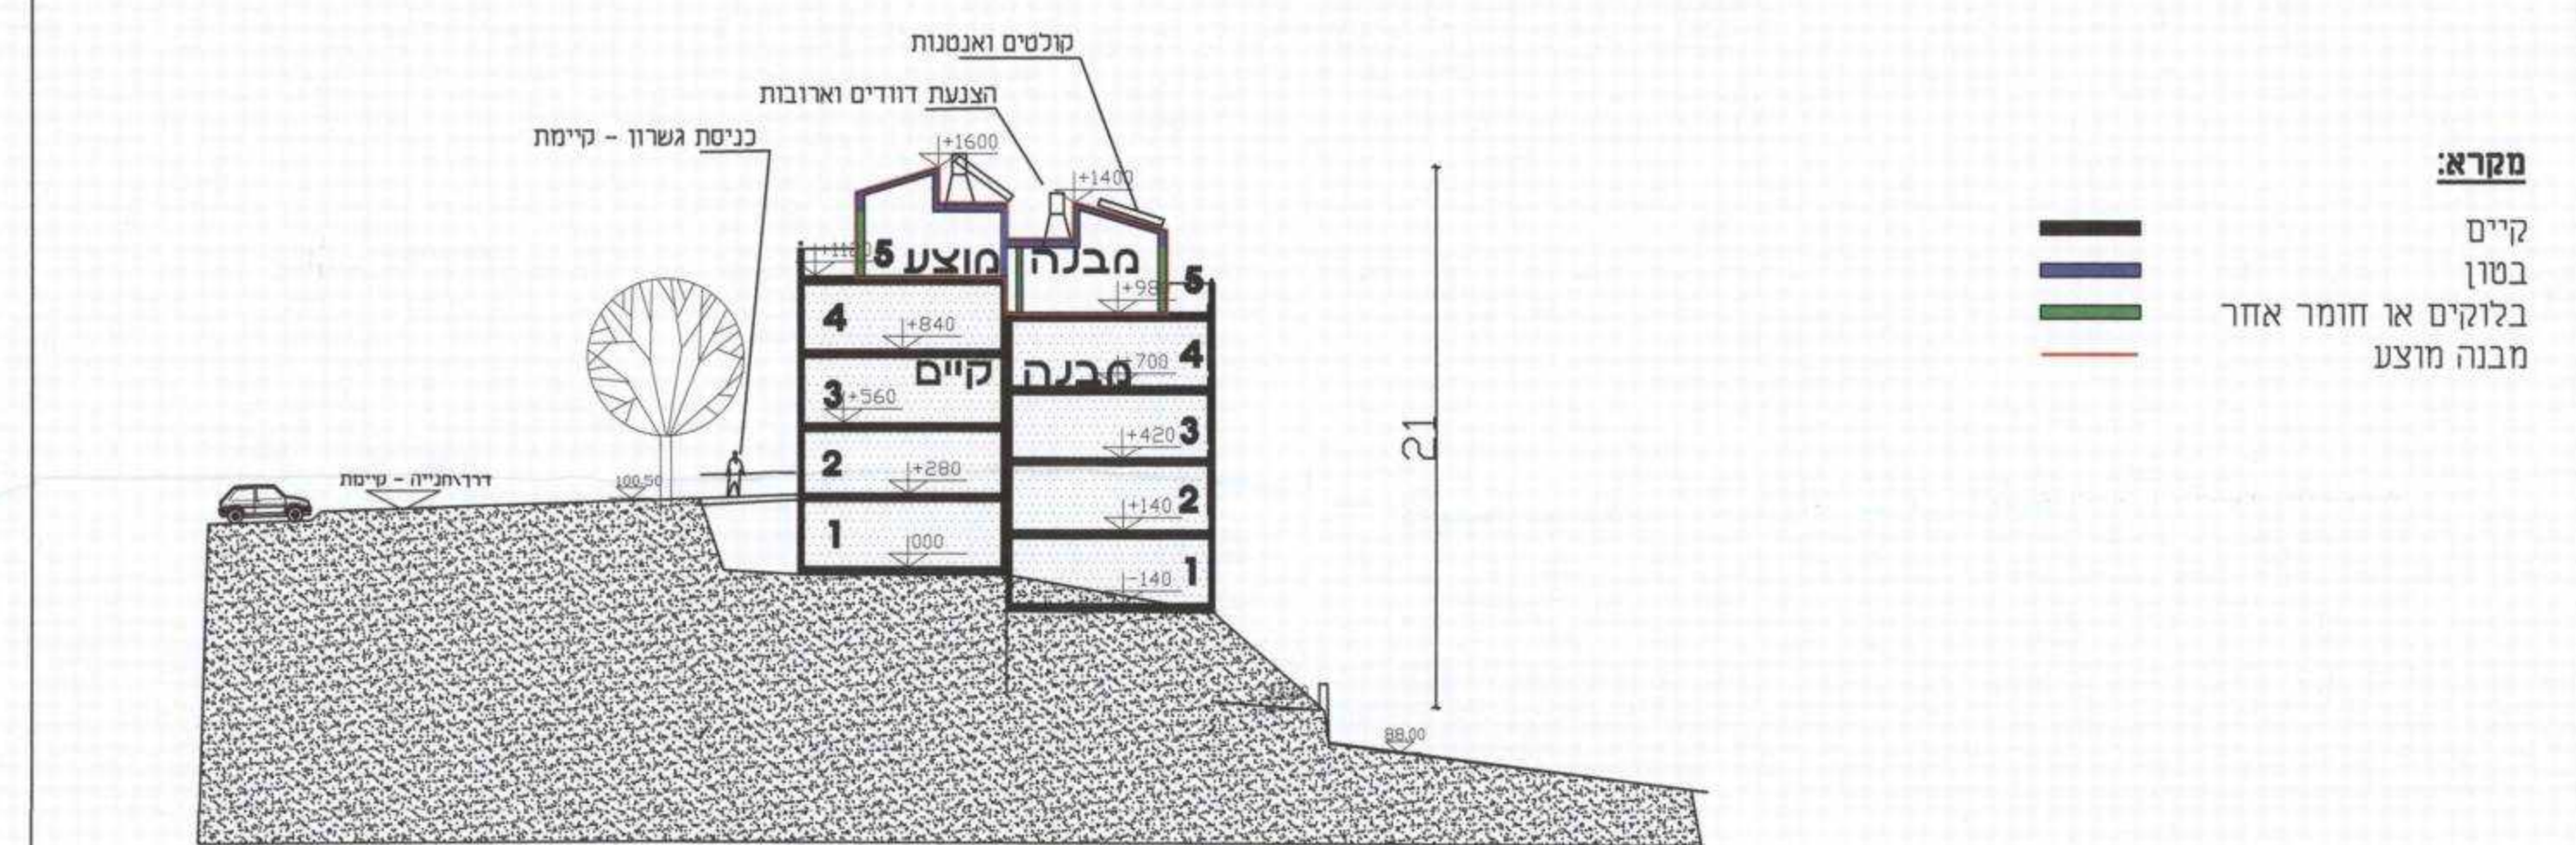 קולטים ואנטנות
הצנעת דוודים וארובות
כניסת גשרון - קיימת
+1600
+1400
מקרא:
קיים
בטון
בלוקים או חומר אחר
מבנה מוצע
+1120
5
מוצע מבנה
+98
5
4
+840
+700
4
מבנה קיים
3
+560
+420
3
21
2
+280
+140
2
דרך\חנייה - קיימת
100.50
1
000
-140
1
88.00